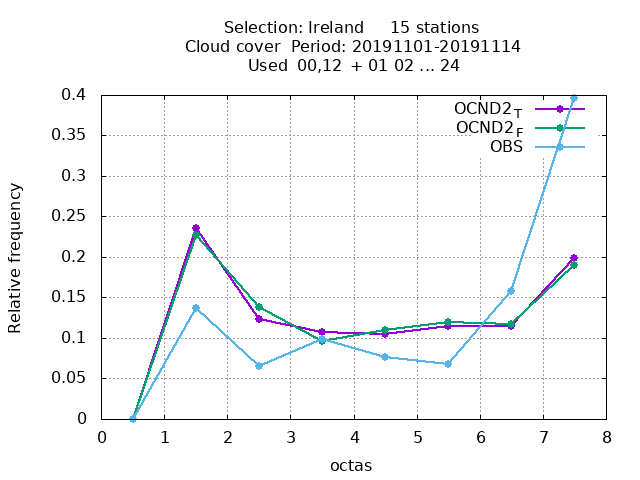 Selection: Ireland 15 stations
Cloud cover Period: 20191101-20191114
Used 00,12 + 01 02 ... 24
OCND2 T
OCND2 F
OBS
Relative frequency
0.4
0.35
0.3
0.25
0.2
0.15
0.1
0.05
0
0 1 2 3 4 5 6 7 8
octas